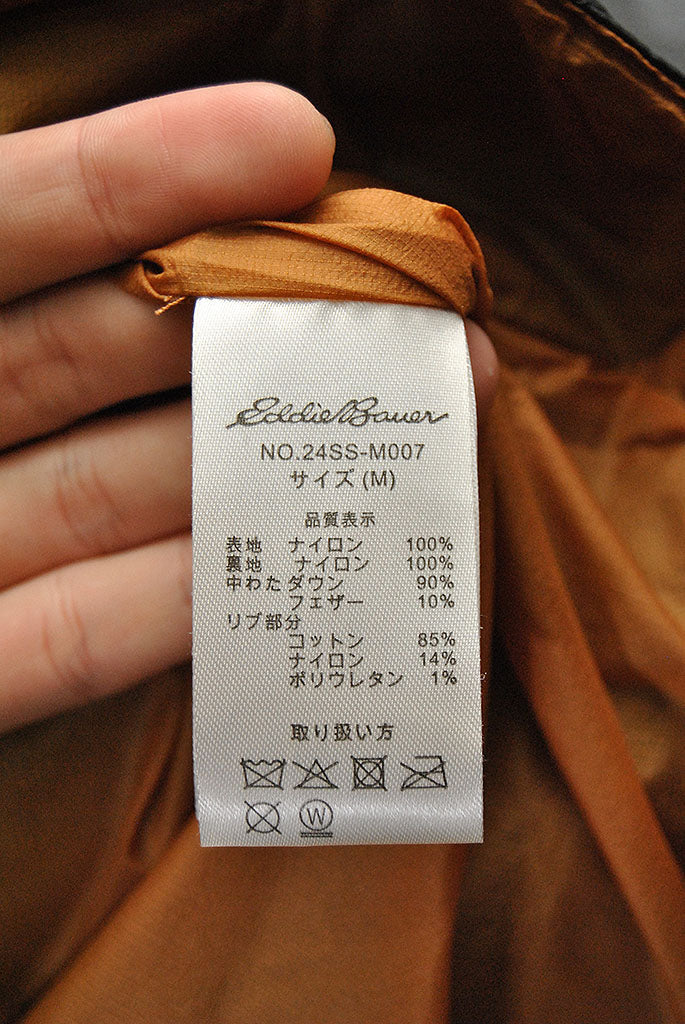 Eddie Bauer
NO.24SS-M007
サイズ(M)
品質表示
表地 ナイロン 100%
裏地 ナイロン 100%
中わた ダウン 90%
フェザー 10%
リブ部分
コットン 85%
ナイロン 14%
ポリウレタン 1%
取り扱い方
W